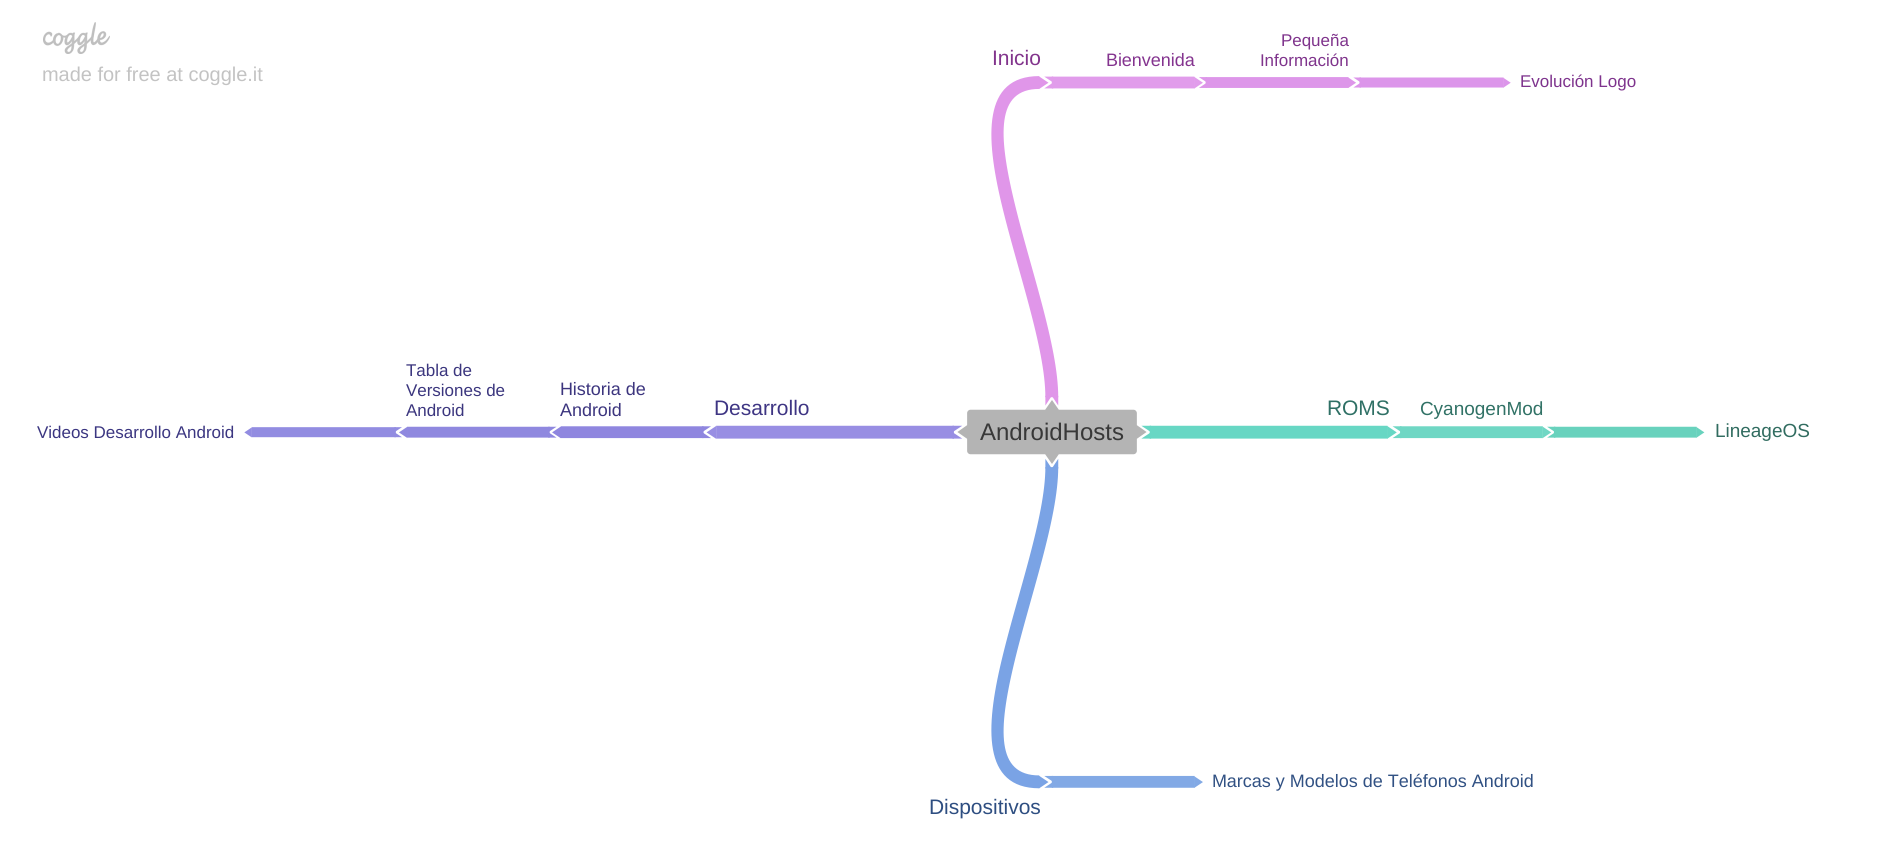 coggle
made for free at coggle.it
Inicio
Bienvenida
Pequeña
Información
Evolución Logo
Videos Desarrollo Android
Tabla de
Versiones de
Android
Historia de
Android
Desarrollo
AndroidHosts
ROMS
CyanogenMod
LineageOS
Dispositivos
Marcas y Modelos de Teléfonos Android